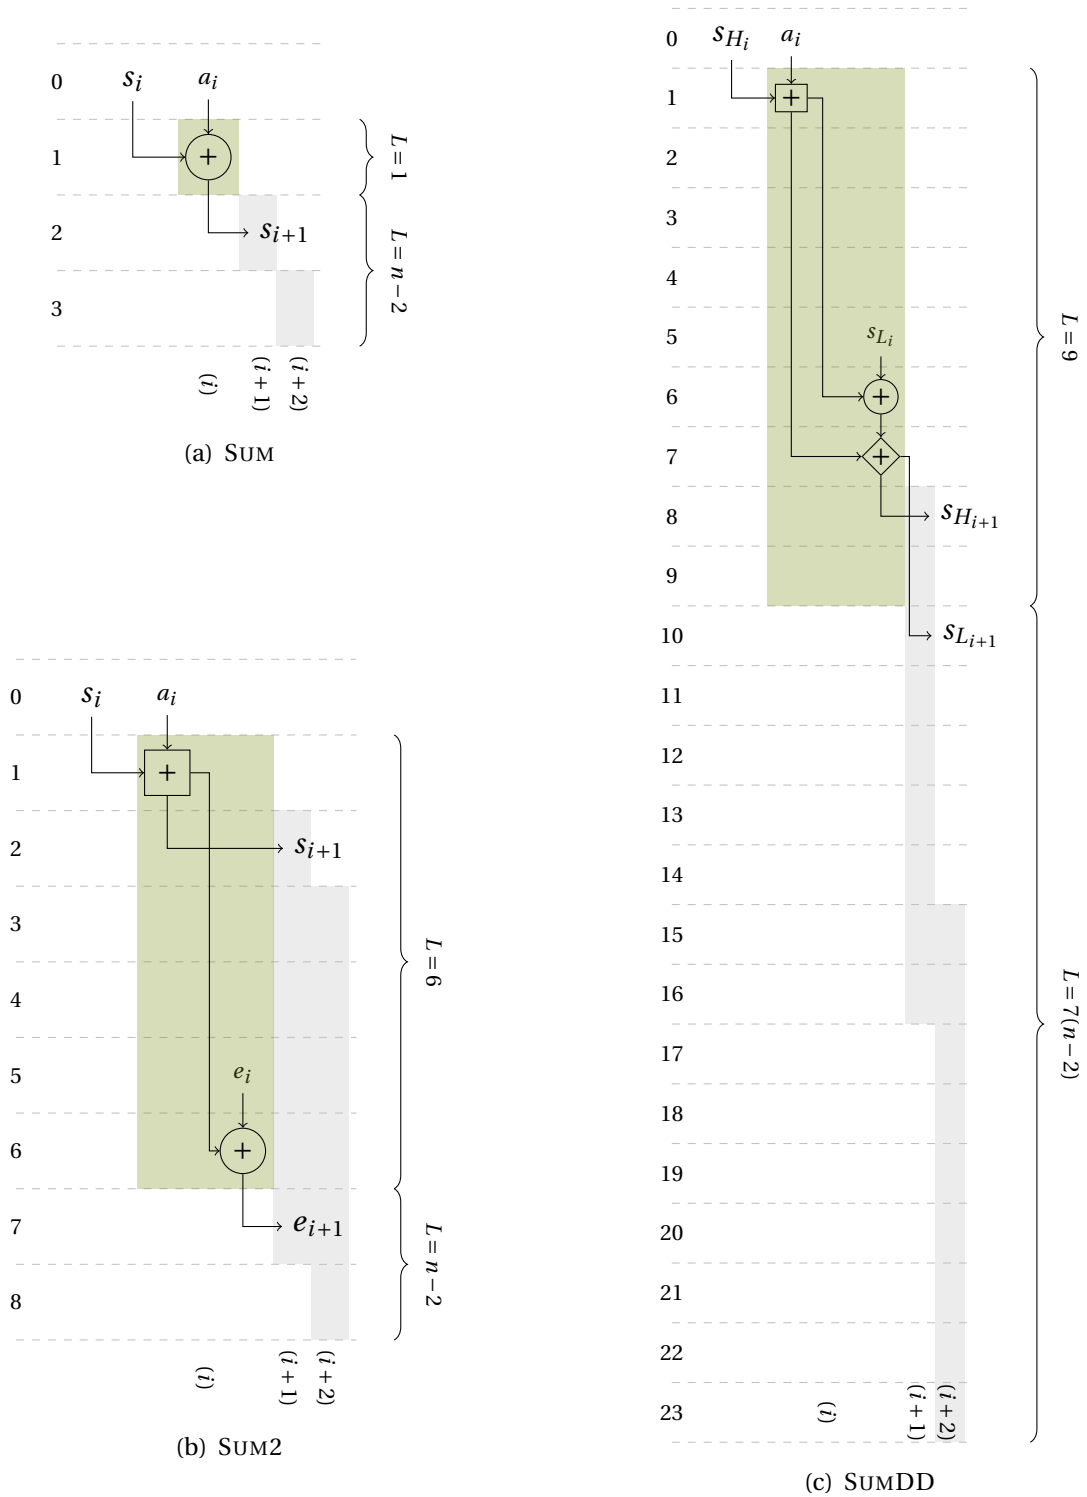 0 s_i a_i
1 +
2 s_{i+1}
3
(i) (i+1) (i+2)
L=1
L=n−2
(a) SUM
0 s_i a_i
1 +
2 s_{i+1}
3
4
5 e_i
6 +
7 e_{i+1}
8
(i) (i+1) (i+2)
L=6
L=n−2
(b) SUM2
0 s_{H_i} a_i
1 +
2
3
4
5 s_{L_i}
6 +
7 +
8 s_{H_{i+1}}
9
10 s_{L_{i+1}}
11
12
13
14
15
16
17
18
19
20
21
22
23 (i) (i+1) (i+2)
L=9
L=7(n−2)
(c) SUMDD